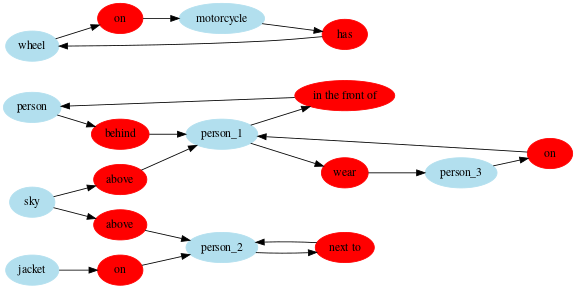 on
motorcycle
has
wheel
in the front of
person
behind
person_1
on
above
wear
person_3
sky
above
person_2
next to
jacket
on